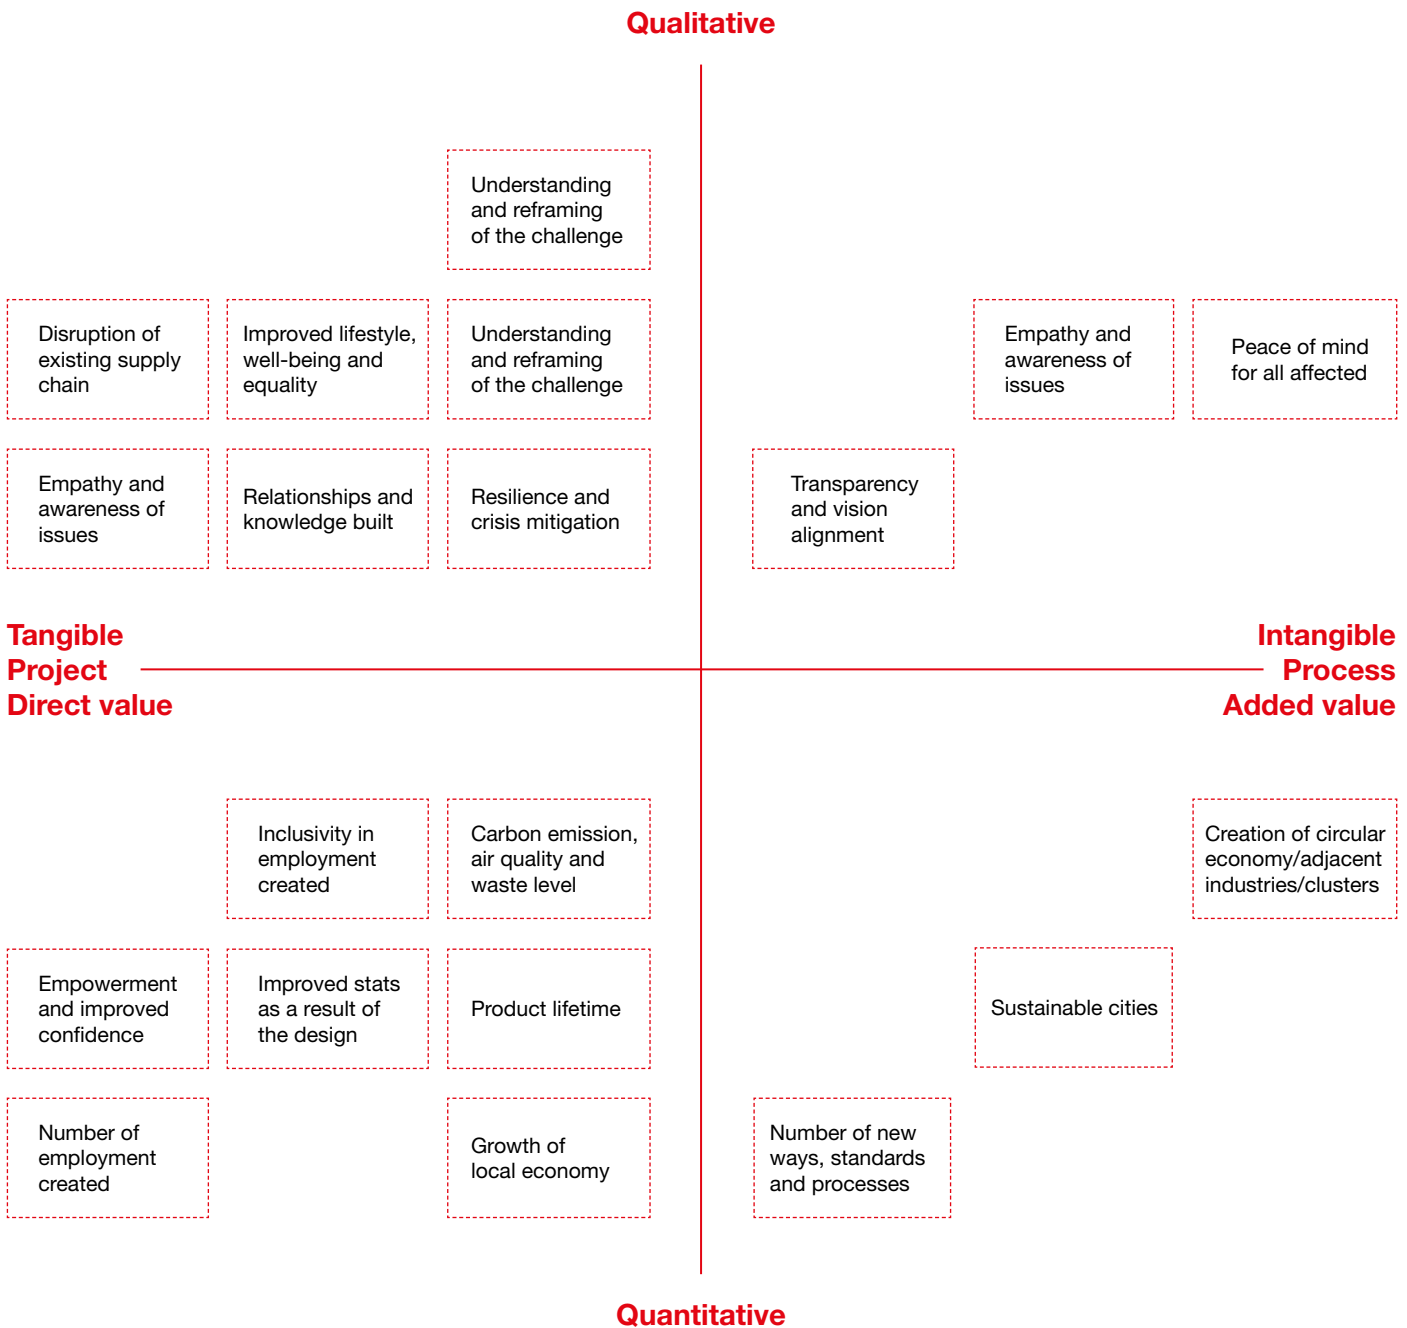 Qualitative
Understanding
and reframing
of the challenge
Disruption of
existing supply
chain
Improved lifestyle,
well-being and
equality
Understanding
and reframing
of the challenge
Empathy and
awareness of
issues
Peace of mind
for all affected
Empathy and
awareness of
issues
Relationships and
knowledge built
Resilience and
crisis mitigation
Transparency
and vision
alignment
Tangible
Project
Direct value
Intangible
Process
Added value
Inclusivity in
employment
created
Carbon emission,
air quality and
waste level
Creation of circular
economy/adjacent
industries/clusters
Empowerment
and improved
confidence
Improved stats
as a result of
the design
Product lifetime
Sustainable cities
Number of
employment
created
Growth of
local economy
Number of new
ways, standards
and processes
Quantitative